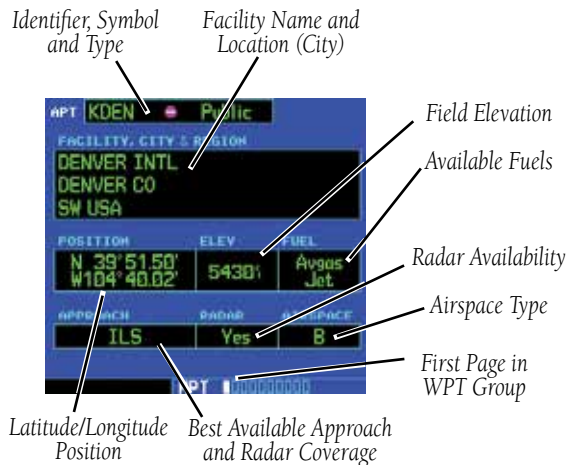 Identifier, Symbol
and Type
Facility Name and
Location (City)
APT KDEN Public
FACILITY, CITY & REGION
DENVER INTL
DENVER CO
SW USA
Field Elevation
Available Fuels
POSITION ELEV FUEL
N 39°51.50'
W104°40.02'
5430ft
Avgas
Jet
Radar Availability
Airspace Type
APPROACH RADAR AIRSPACE
ILS Yes B
APT
First Page in
WPT Group
Latitude/Longitude
Position
Best Available Approach
and Radar Coverage